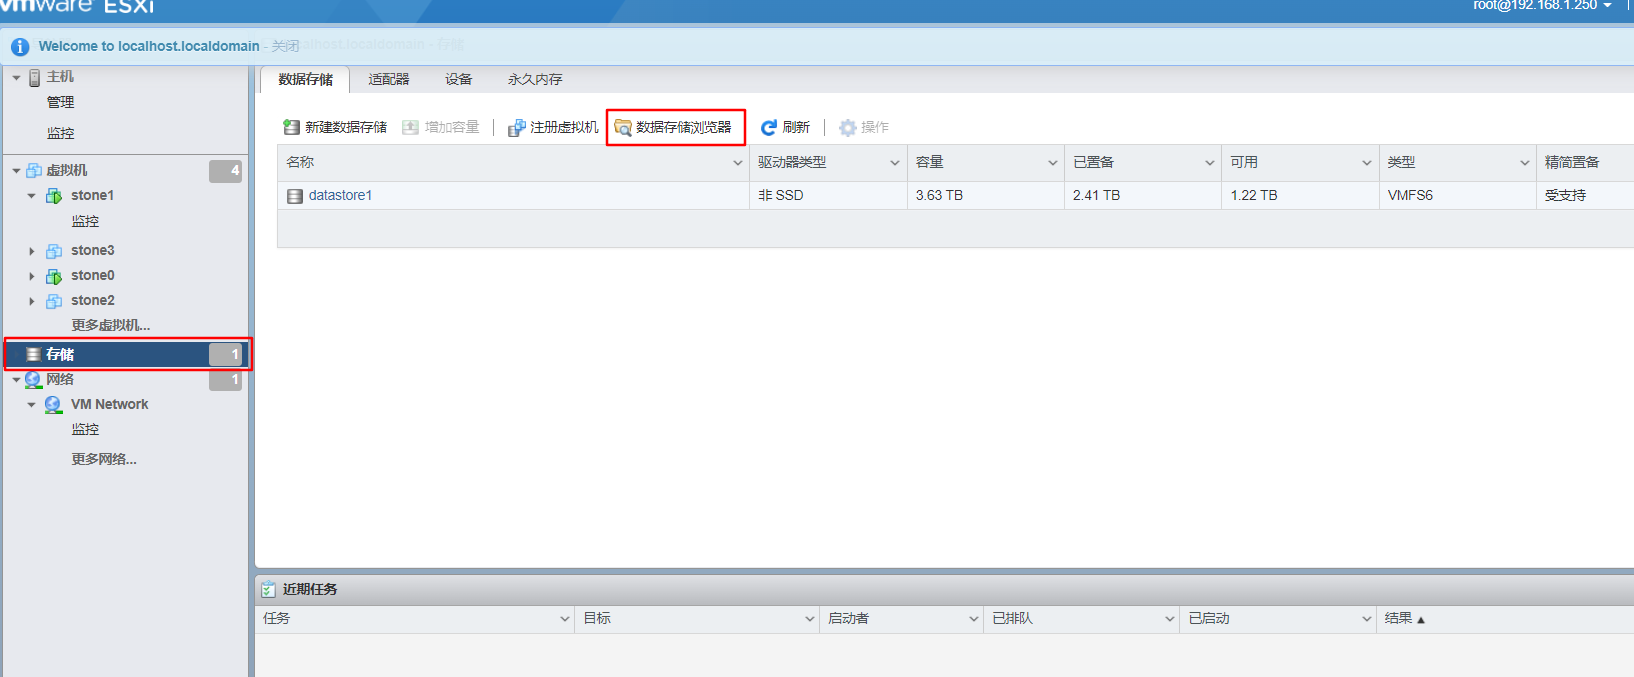 vmware ESXi
root@192.168.1.250
Welcome to localhost.localdomain - 关闭
主机
管理
监控
虚拟机 4
stone1
监控
stone3
stone0
stone2
更多虚拟机...
存储 1
网络 1
VM Network
监控
更多网络...
数据存储 适配器 设备 永久内存
新建数据存储 增加容量 注册虚拟机 数据存储浏览器 刷新 操作
名称 驱动器类型 容量 已置备 可用 类型 精简置备
datastore1 非 SSD 3.63 TB 2.41 TB 1.22 TB VMFS6 受支持
近期任务
任务 目标 启动者 已排队 已启动 结果